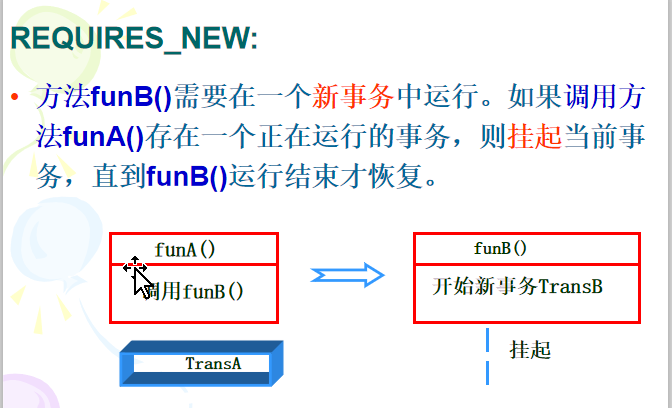 REQUIRES_NEW:
• 方法funB()需要在一个新事务中运行。如果调用方
法funA()存在一个正在运行的事务，则挂起当前事
务，直到funB()运行结束才恢复。
funA()
funB()
调用funB()
开始新事务TransB
挂起
TransA